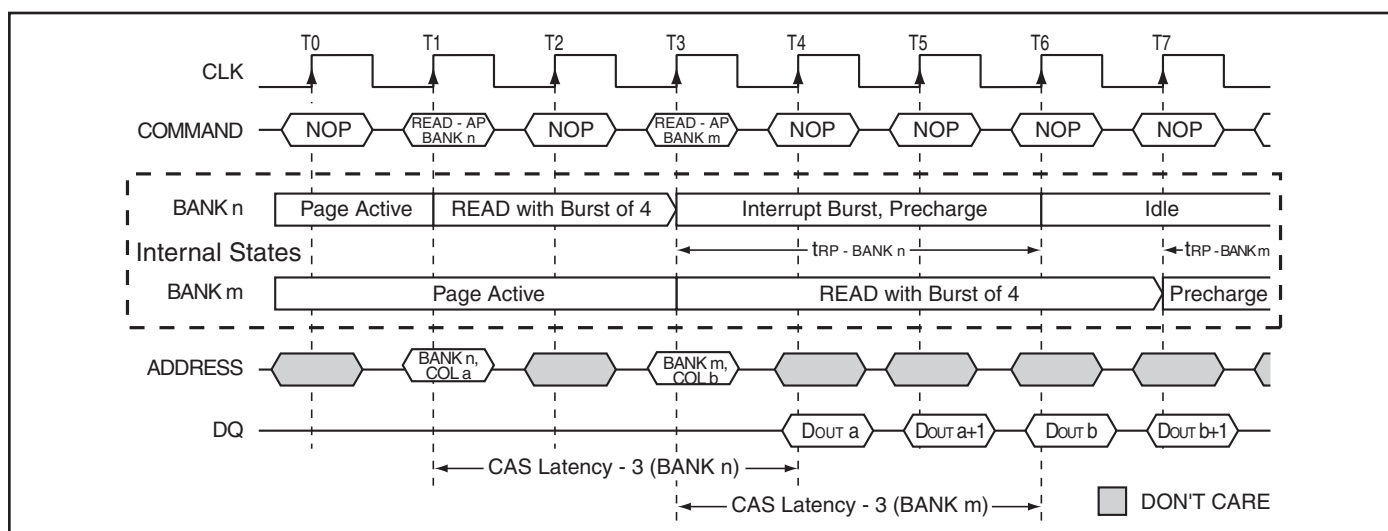 T0 T1 T2 T3 T4 T5 T6 T7
CLK
COMMAND NOP READ - AP BANK n NOP READ - AP BANK m NOP NOP NOP NOP
BANK n Page Active READ with Burst of 4 Interrupt Burst, Precharge Idle
Internal States tRP - BANK n tRP - BANK m
BANK m Page Active READ with Burst of 4 Precharge
ADDRESS BANK n, COL a BANK m, COL b
DQ DOUT a DOUT a+1 DOUT b DOUT b+1
CAS Latency - 3 (BANK n)
CAS Latency - 3 (BANK m) DON'T CARE